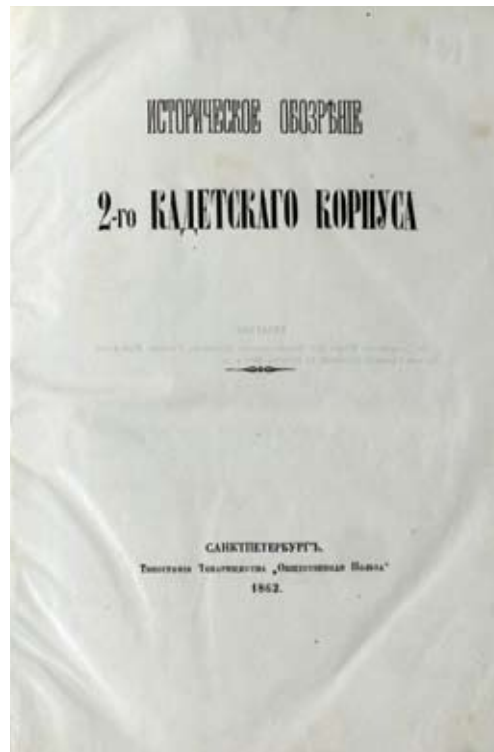 ИСТОРИЧЕСКОЕ ОБОЗРѢНІЕ
2-го КАДЕТСКАГО КОРПУСА
САНКТПЕТЕРБУРГЪ.
Типографія Товарищества „Общественная Польза“
1862.